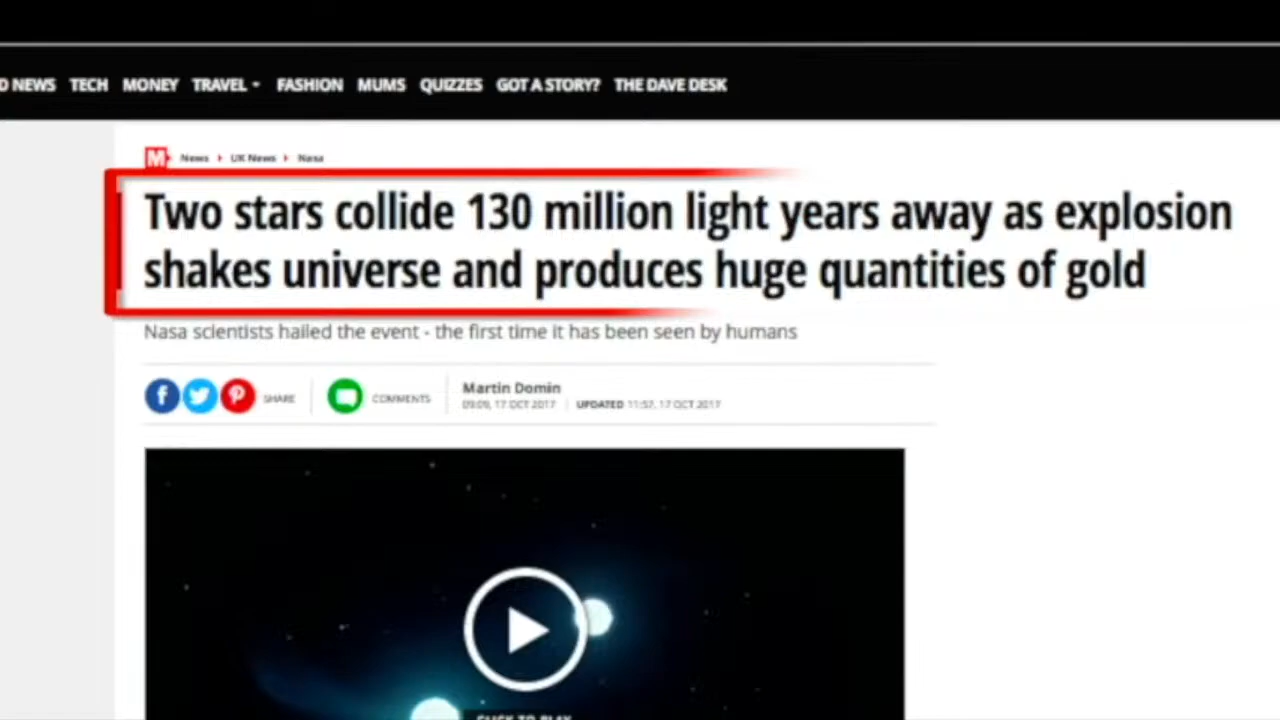 D NEWS TECH MONEY TRAVEL FASHION MUMS QUIZZES GOT A STORY? THE DAVE DESK
M News UK News Nasa
Two stars collide 130 million light years away as explosion
shakes universe and produces huge quantities of gold
Nasa scientists hailed the event - the first time it has been seen by humans
SHARE COMMENTS Martin Domin
09:09, 17 OCT 2017 UPDATED 11:57, 17 OCT 2017
CLICK TO PLAY